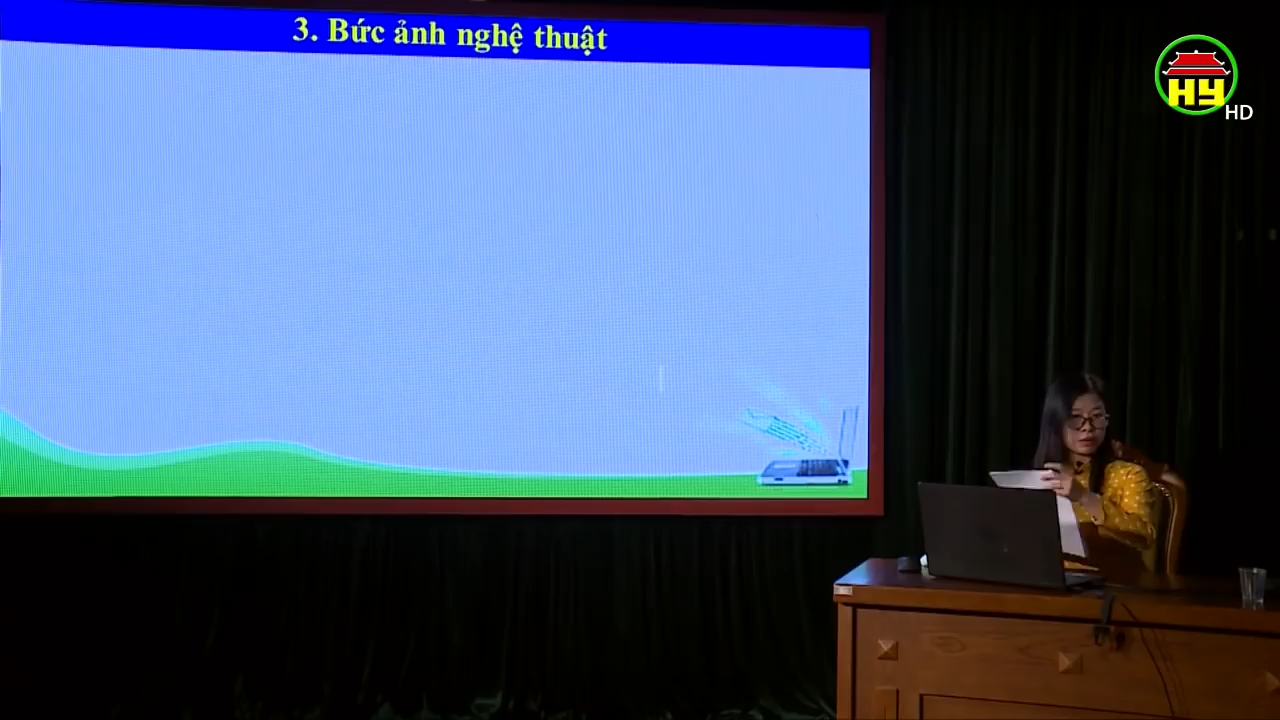 3. Bức ảnh nghệ thuật
HY
HD